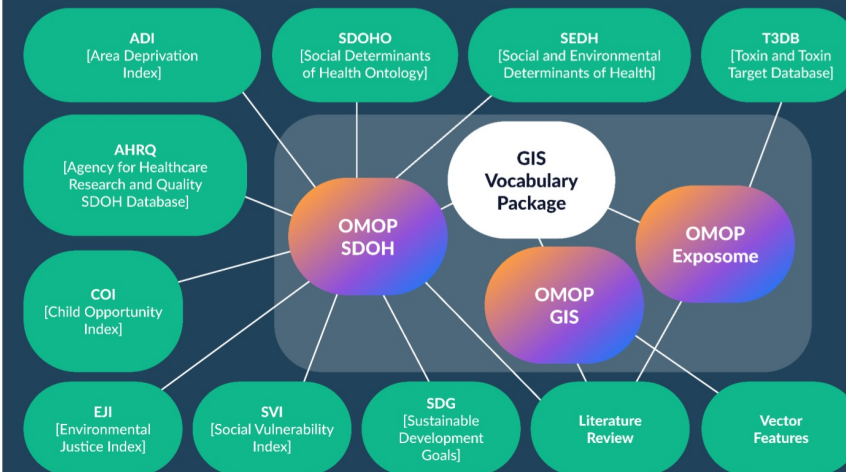 ADI
[Area Deprivation
Index]
SDOHO
[Social Determinants
of Health Ontology]
SEDH
[Social and Environmental
Determinants of Health]
T3DB
[Toxin and Toxin
Target Database]
AHRQ
[Agency for Healthcare
Research and Quality
SDOH Database]
GIS
Vocabulary
Package
OMOP
SDOH
OMOP
Exposome
OMOP
GIS
COI
[Child Opportunity
Index]
EJI
[Environmental
Justice Index]
SVI
[Social Vulnerability
Index]
SDG
[Sustainable
Development
Goals]
Literature
Review
Vector
Features